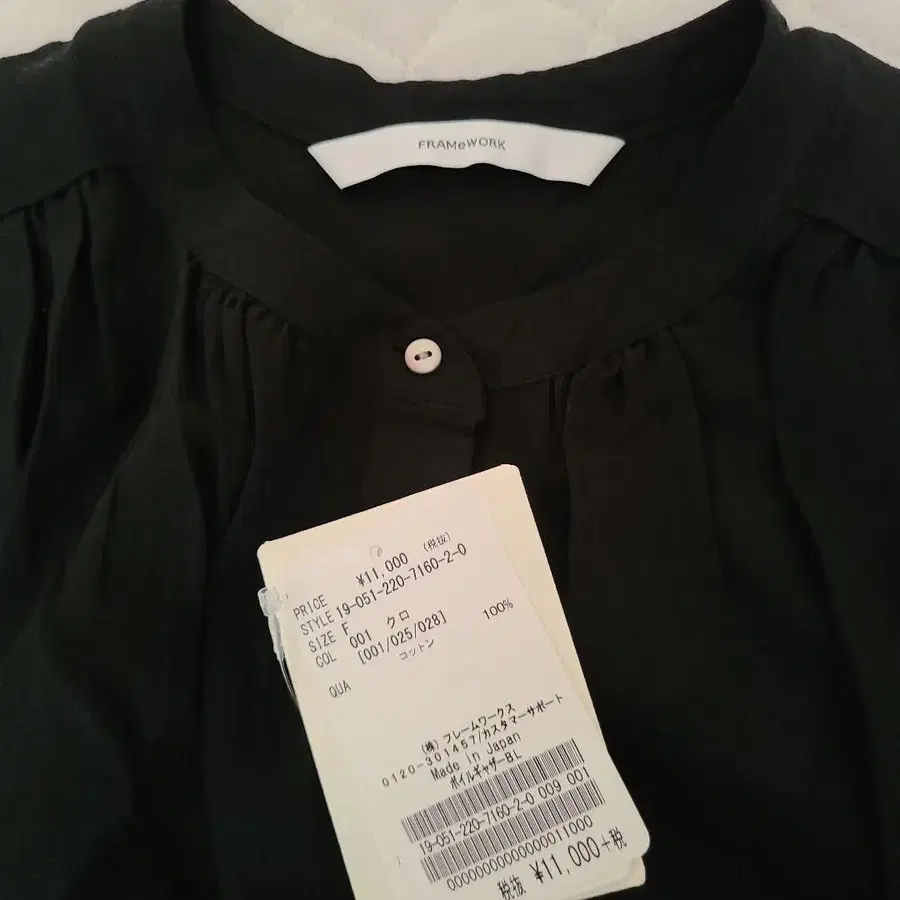 FRAMeWORK
PRICE ¥11,000 (税抜)
STYLE 19-051-220-7160-2-0
SIZE F
COL 001 クロ
[001/025/028]
QUA コットン 100%
(株)フレームワークス
0120-301457/カスタマーサポート
Made in Japan
ボイルギャザーBL
19-051-220-7160-2-0 009 001
0000000000000011000
税抜 ¥11,000+税